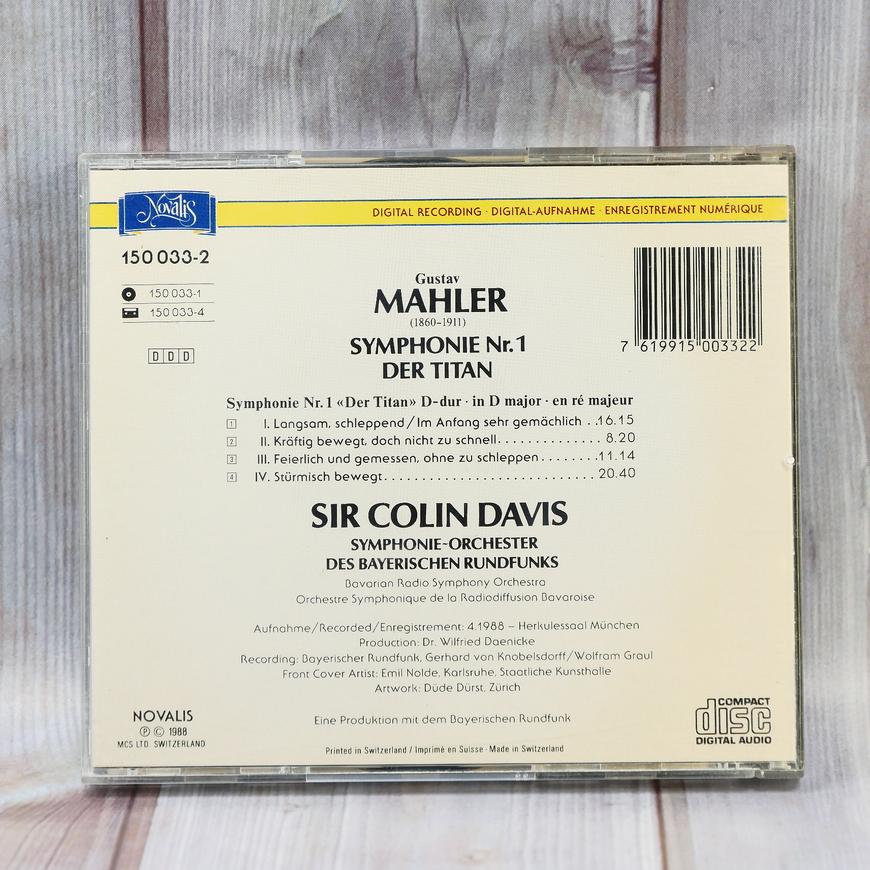 Novalis
DIGITAL RECORDING · DIGITAL-AUFNAHME · ENREGISTREMENT NUMÉRIQUE
150 033-2
150 033-1
150 033-4
D D D
7 619915 003322
Gustav
MAHLER
(1860–1911)
SYMPHONIE Nr. 1
DER TITAN
Symphonie Nr. 1 «Der Titan» D-dur · in D major · en ré majeur
1 I. Langsam, schleppend / Im Anfang sehr gemächlich . . 16.15
2 II. Kräftig bewegt, doch nicht zu schnell . . . . . . . . . . . . 8.20
3 III. Feierlich und gemessen, ohne zu schleppen . . . . . . . . 11.14
4 IV. Stürmisch bewegt . . . . . . . . . . . . . . . . . . . . . . . . . . . . 20.40
SIR COLIN DAVIS
SYMPHONIE-ORCHESTER
DES BAYERISCHEN RUNDFUNKS
Bavarian Radio Symphony Orchestra
Orchestre Symphonique de la Radiodiffusion Bavaroise
Aufnahme/Recorded/Enregistrement: 4.1988 – Herkulessaal München
Production: Dr. Wilfried Daenicke
Recording: Bayerischer Rundfunk, Gerhard von Knobelsdorff/Wolfram Graul
Front Cover Artist: Emil Nolde, Karlsruhe, Staatliche Kunsthalle
Artwork: Düde Dürst, Zürich
Eine Produktion mit dem Bayerischen Rundfunk
NOVALIS
℗ © 1988
MCS LTD. SWITZERLAND
Printed in Switzerland / Imprimé en Suisse · Made in Switzerland
COMPACT
disc
DIGITAL AUDIO